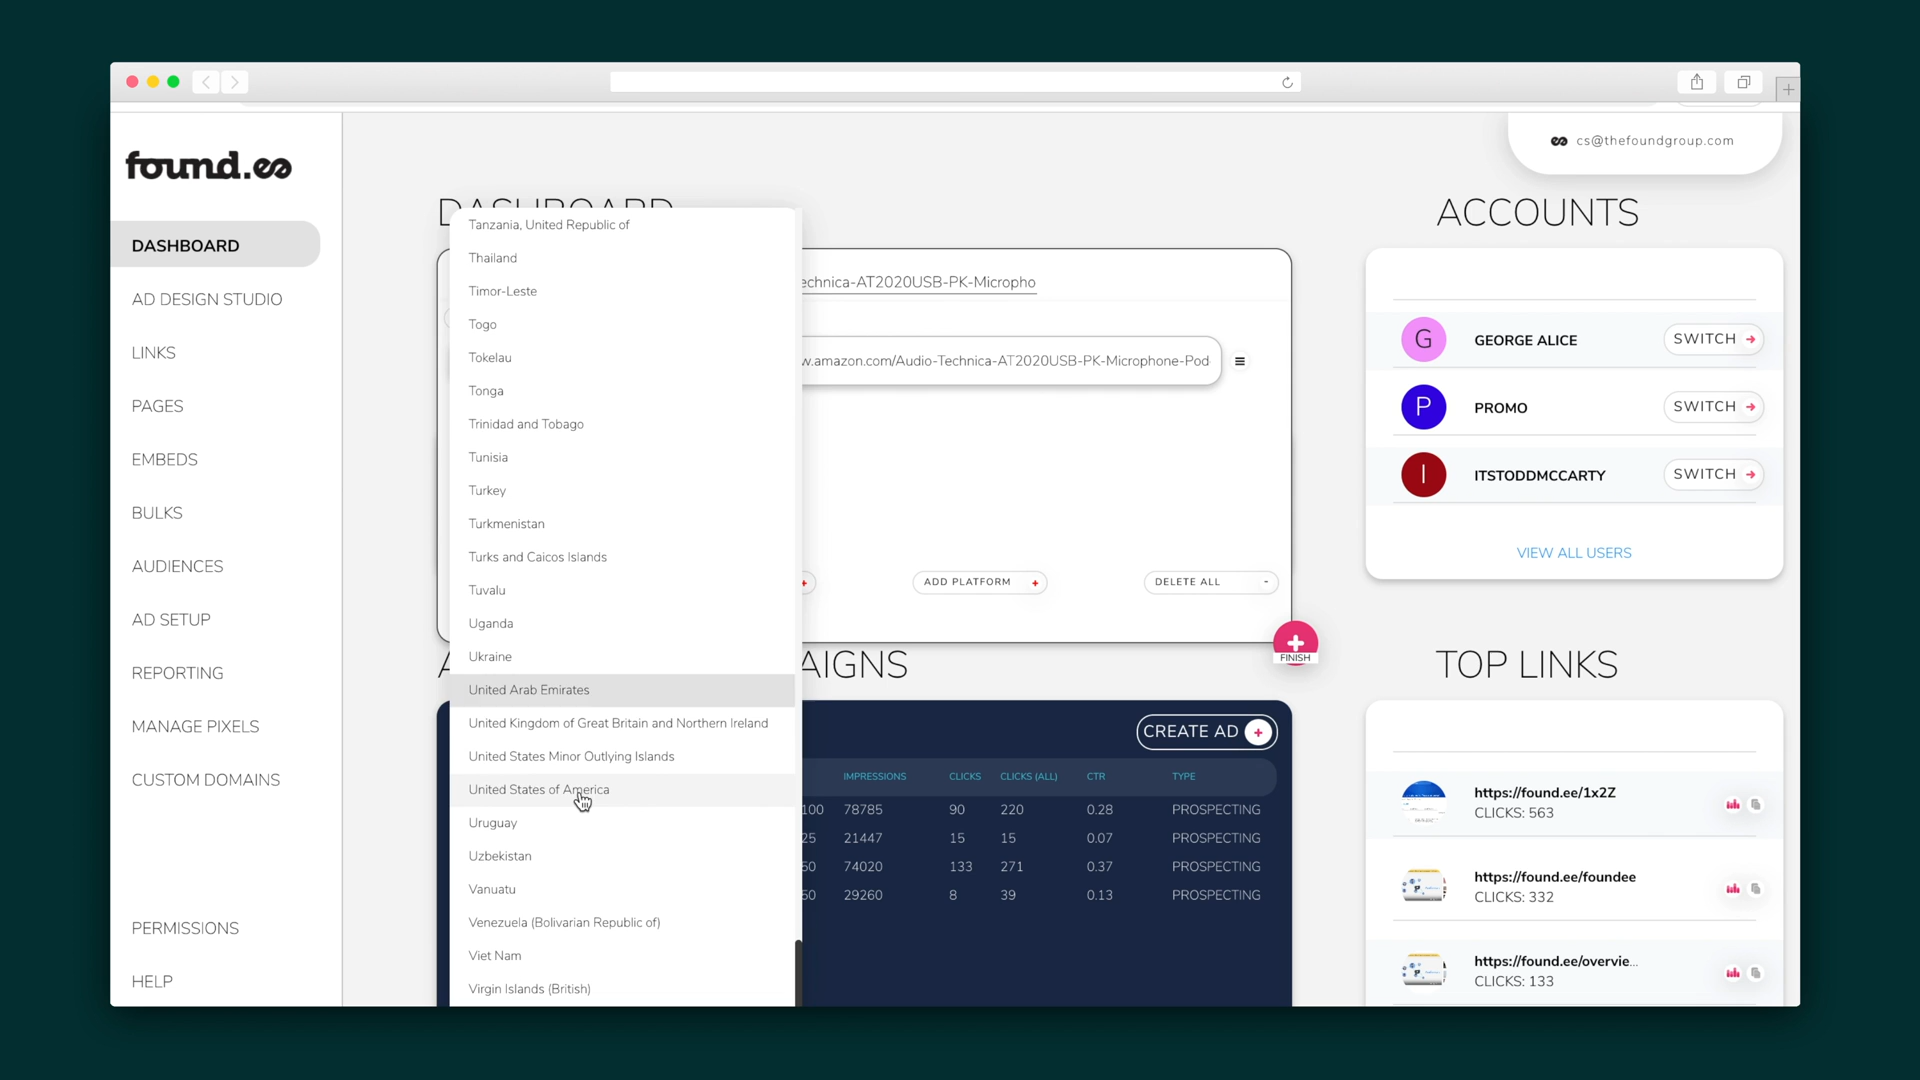 cs@thefoundgroup.com
found.ee
DASHBOARD
AD DESIGN STUDIO
LINKS
PAGES
EMBEDS
BULKS
AUDIENCES
AD SETUP
REPORTING
MANAGE PIXELS
CUSTOM DOMAINS
PERMISSIONS
HELP
DASHBOARD
Tanzania, United Republic of
Thailand
Timor-Leste
Togo
Tokelau
Tonga
Trinidad and Tobago
Tunisia
Turkey
Turkmenistan
Turks and Caicos Islands
Tuvalu
Uganda
Ukraine
United Arab Emirates
United Kingdom of Great Britain and Northern Ireland
United States Minor Outlying Islands
United States of America
Uruguay
Uzbekistan
Vanuatu
Venezuela (Bolivarian Republic of)
Viet Nam
Virgin Islands (British)
echnica-AT2020USB-PK-Micropho
w.amazon.com/Audio-Technica-AT2020USB-PK-Microphone-Pod
ADD PLATFORM +
DELETE ALL -
FINISH
AIGNS
CREATE AD +
IMPRESSIONS CLICKS CLICKS (ALL) CTR TYPE
100 78785 90 220 0.28 PROSPECTING
25 21447 15 15 0.07 PROSPECTING
50 74020 133 271 0.37 PROSPECTING
50 29260 8 39 0.13 PROSPECTING
ACCOUNTS
G GEORGE ALICE SWITCH
P PROMO SWITCH
I ITSTODDMCCARTY SWITCH
VIEW ALL USERS
TOP LINKS
https://found.ee/1x2Z
CLICKS: 563
https://found.ee/foundee
CLICKS: 332
https://found.ee/overvie...
CLICKS: 133